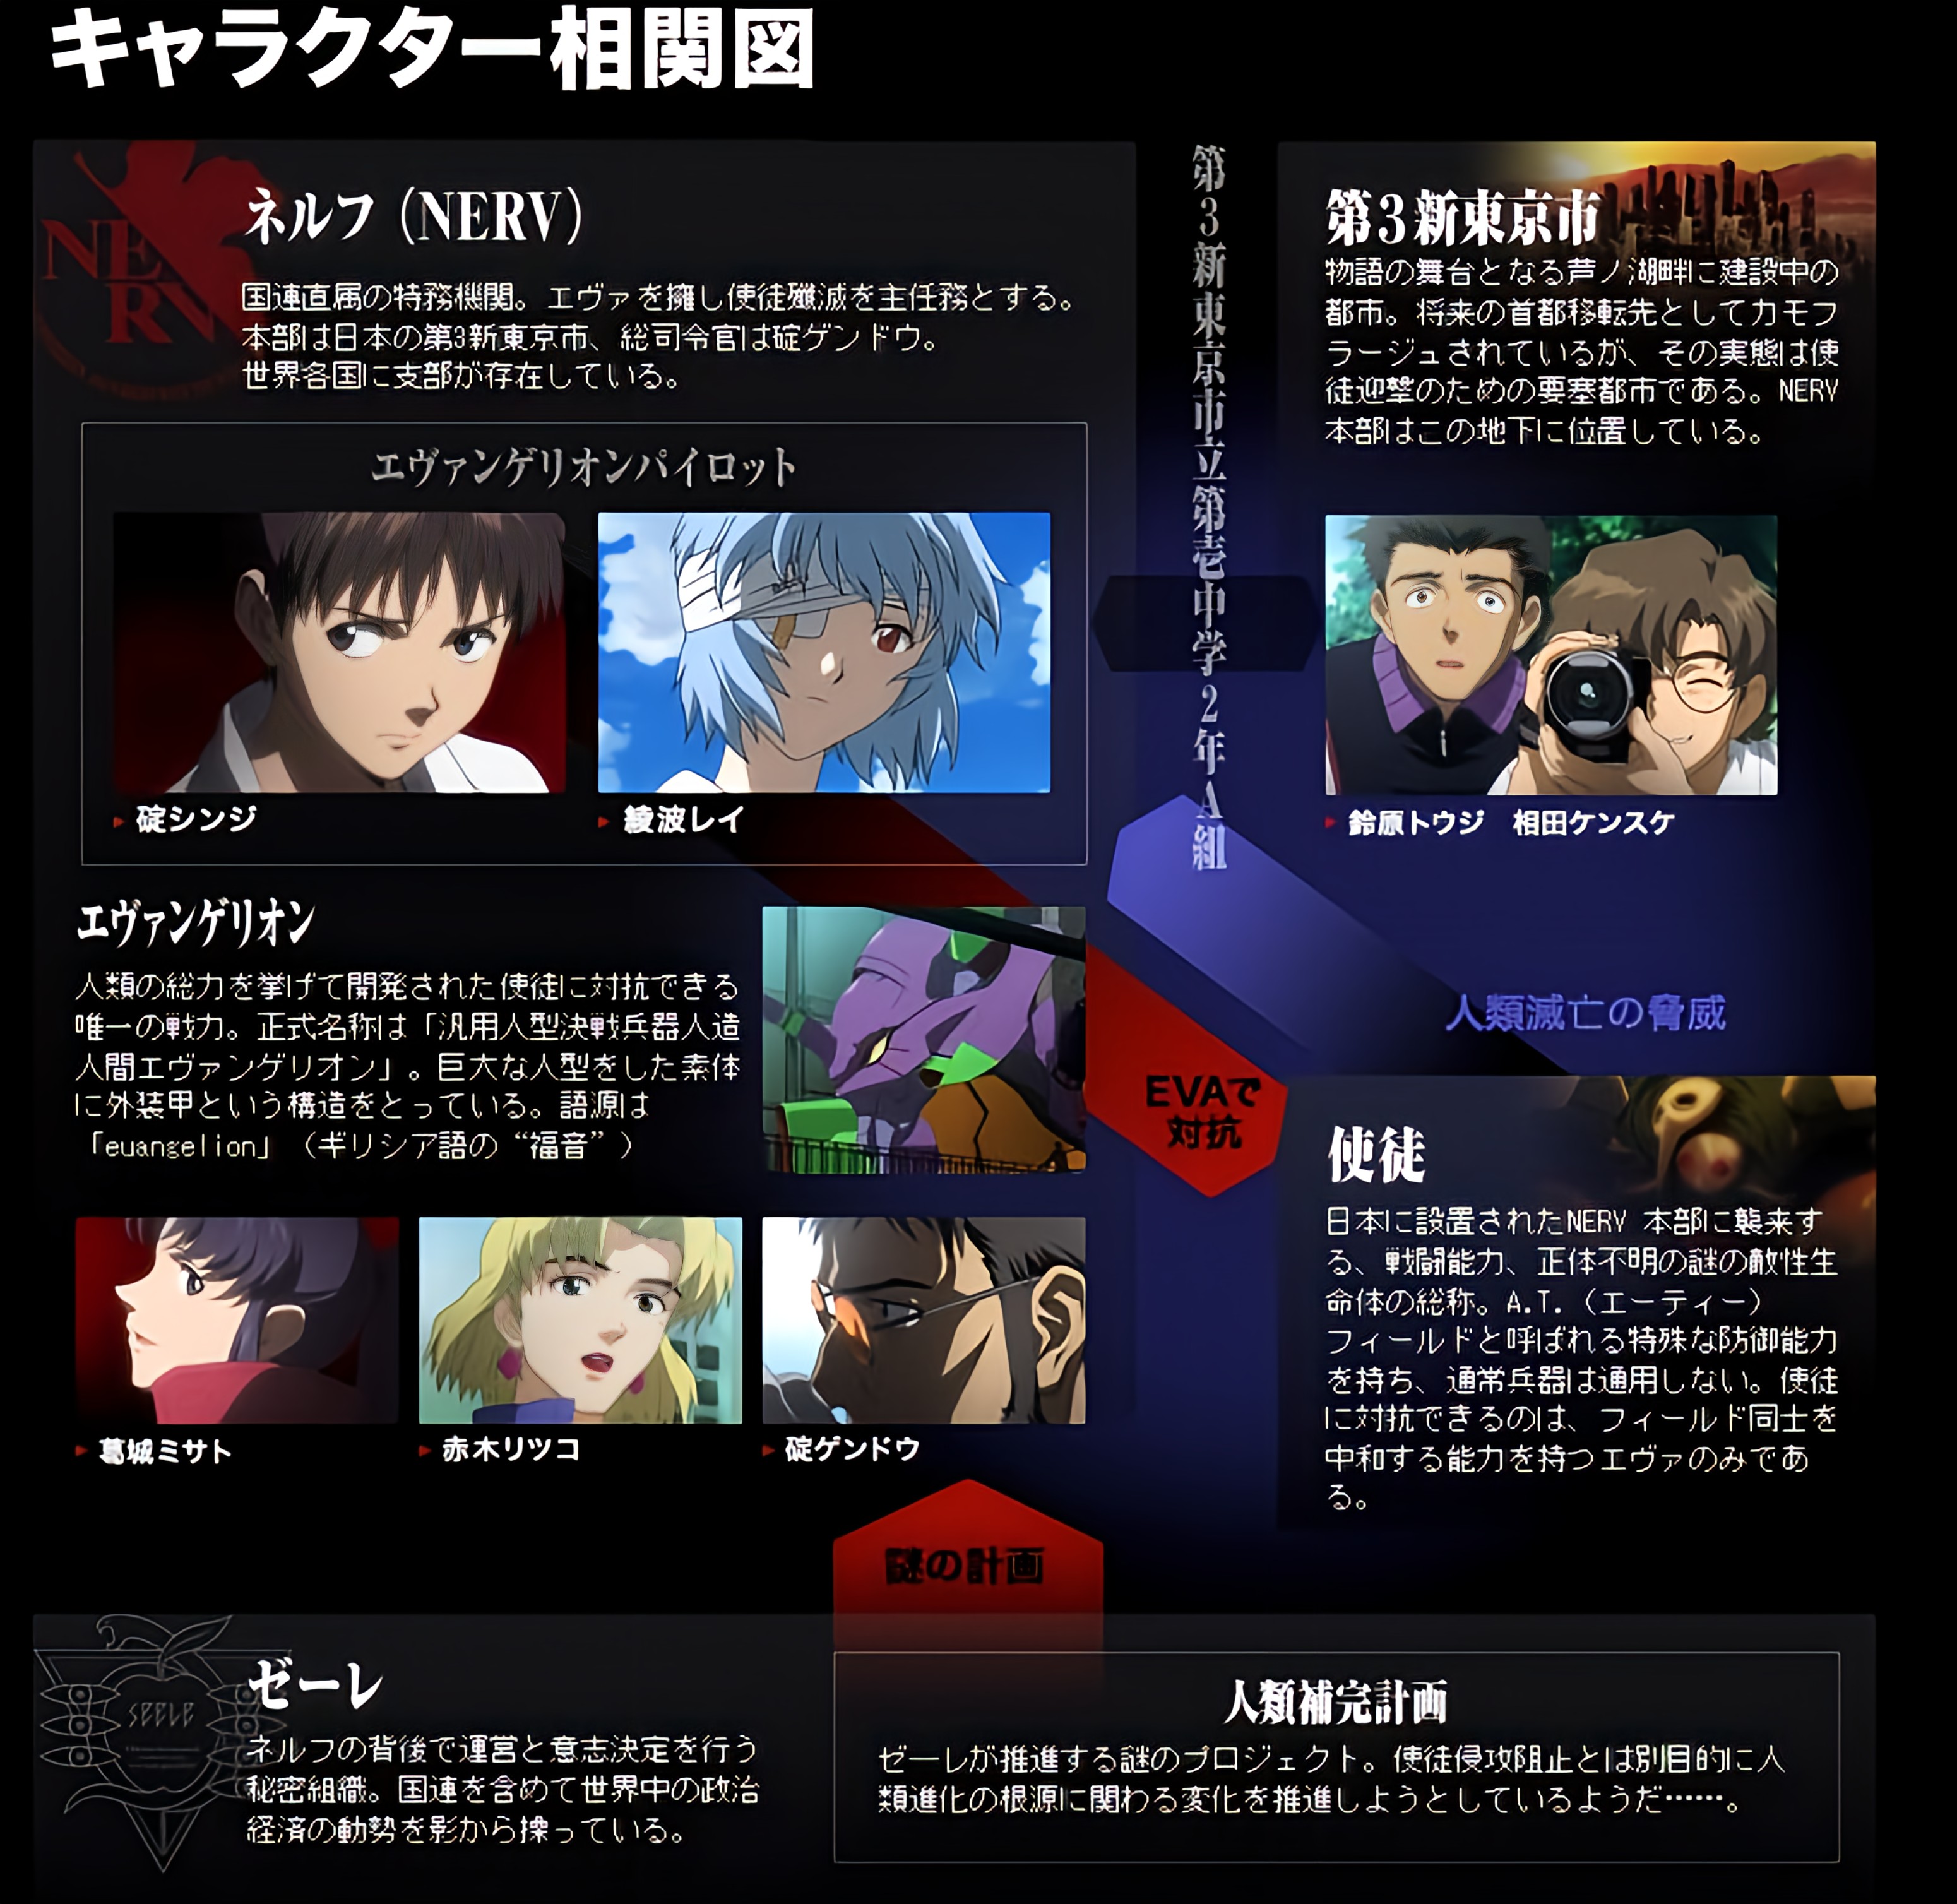 キャラクター相関図
NERV
ネルフ（NERV）
国連直属の特務機関。エヴァを擁し使徒殲滅を主任務とする。
本部は日本の第3新東京市、総司令官は碇ゲンドウ。
世界各国に支部が存在している。
エヴァンゲリオンパイロット
碇シンジ
綾波レイ
第3新東京市立第壱中学2年A組
第3新東京市
物語の舞台となる芦ノ湖畔に建設中の
都市。将来の首都移転先としてカモフ
ラージュされているが、その実態は使
徒迎撃のための要塞都市である。NERV
本部はこの地下に位置している。
鈴原トウジ　相田ケンスケ
エヴァンゲリオン
人類の総力を挙げて開発された使徒に対抗できる
唯一の戦力。正式名称は「汎用人型決戦兵器人造
人間エヴァンゲリオン」。巨大な人型をした素体
に外装甲という構造をとっている。語源は
「euangelion」（ギリシア語の“福音”）
葛城ミサト
赤木リツコ
碇ゲンドウ
人類滅亡の脅威
EVAで
対抗
使徒
日本に設置されたNERV 本部に襲来す
る、戦闘能力、正体不明の謎の敵性生
命体の総称。A.T.（エーティー）
フィールドと呼ばれる特殊な防御能力
を持ち、通常兵器は通用しない。使徒
に対抗できるのは、フィールド同士を
中和する能力を持つエヴァのみであ
る。
謎の計画
SEELE
ゼーレ
ネルフの背後で運営と意志決定を行う
秘密組織。国連を含めて世界中の政治
経済の動勢を影から操っている。
人類補完計画
ゼーレが推進する謎のプロジェクト。使徒侵攻阻止とは別目的に人
類進化の根源に関わる変化を推進しようとしているようだ……。